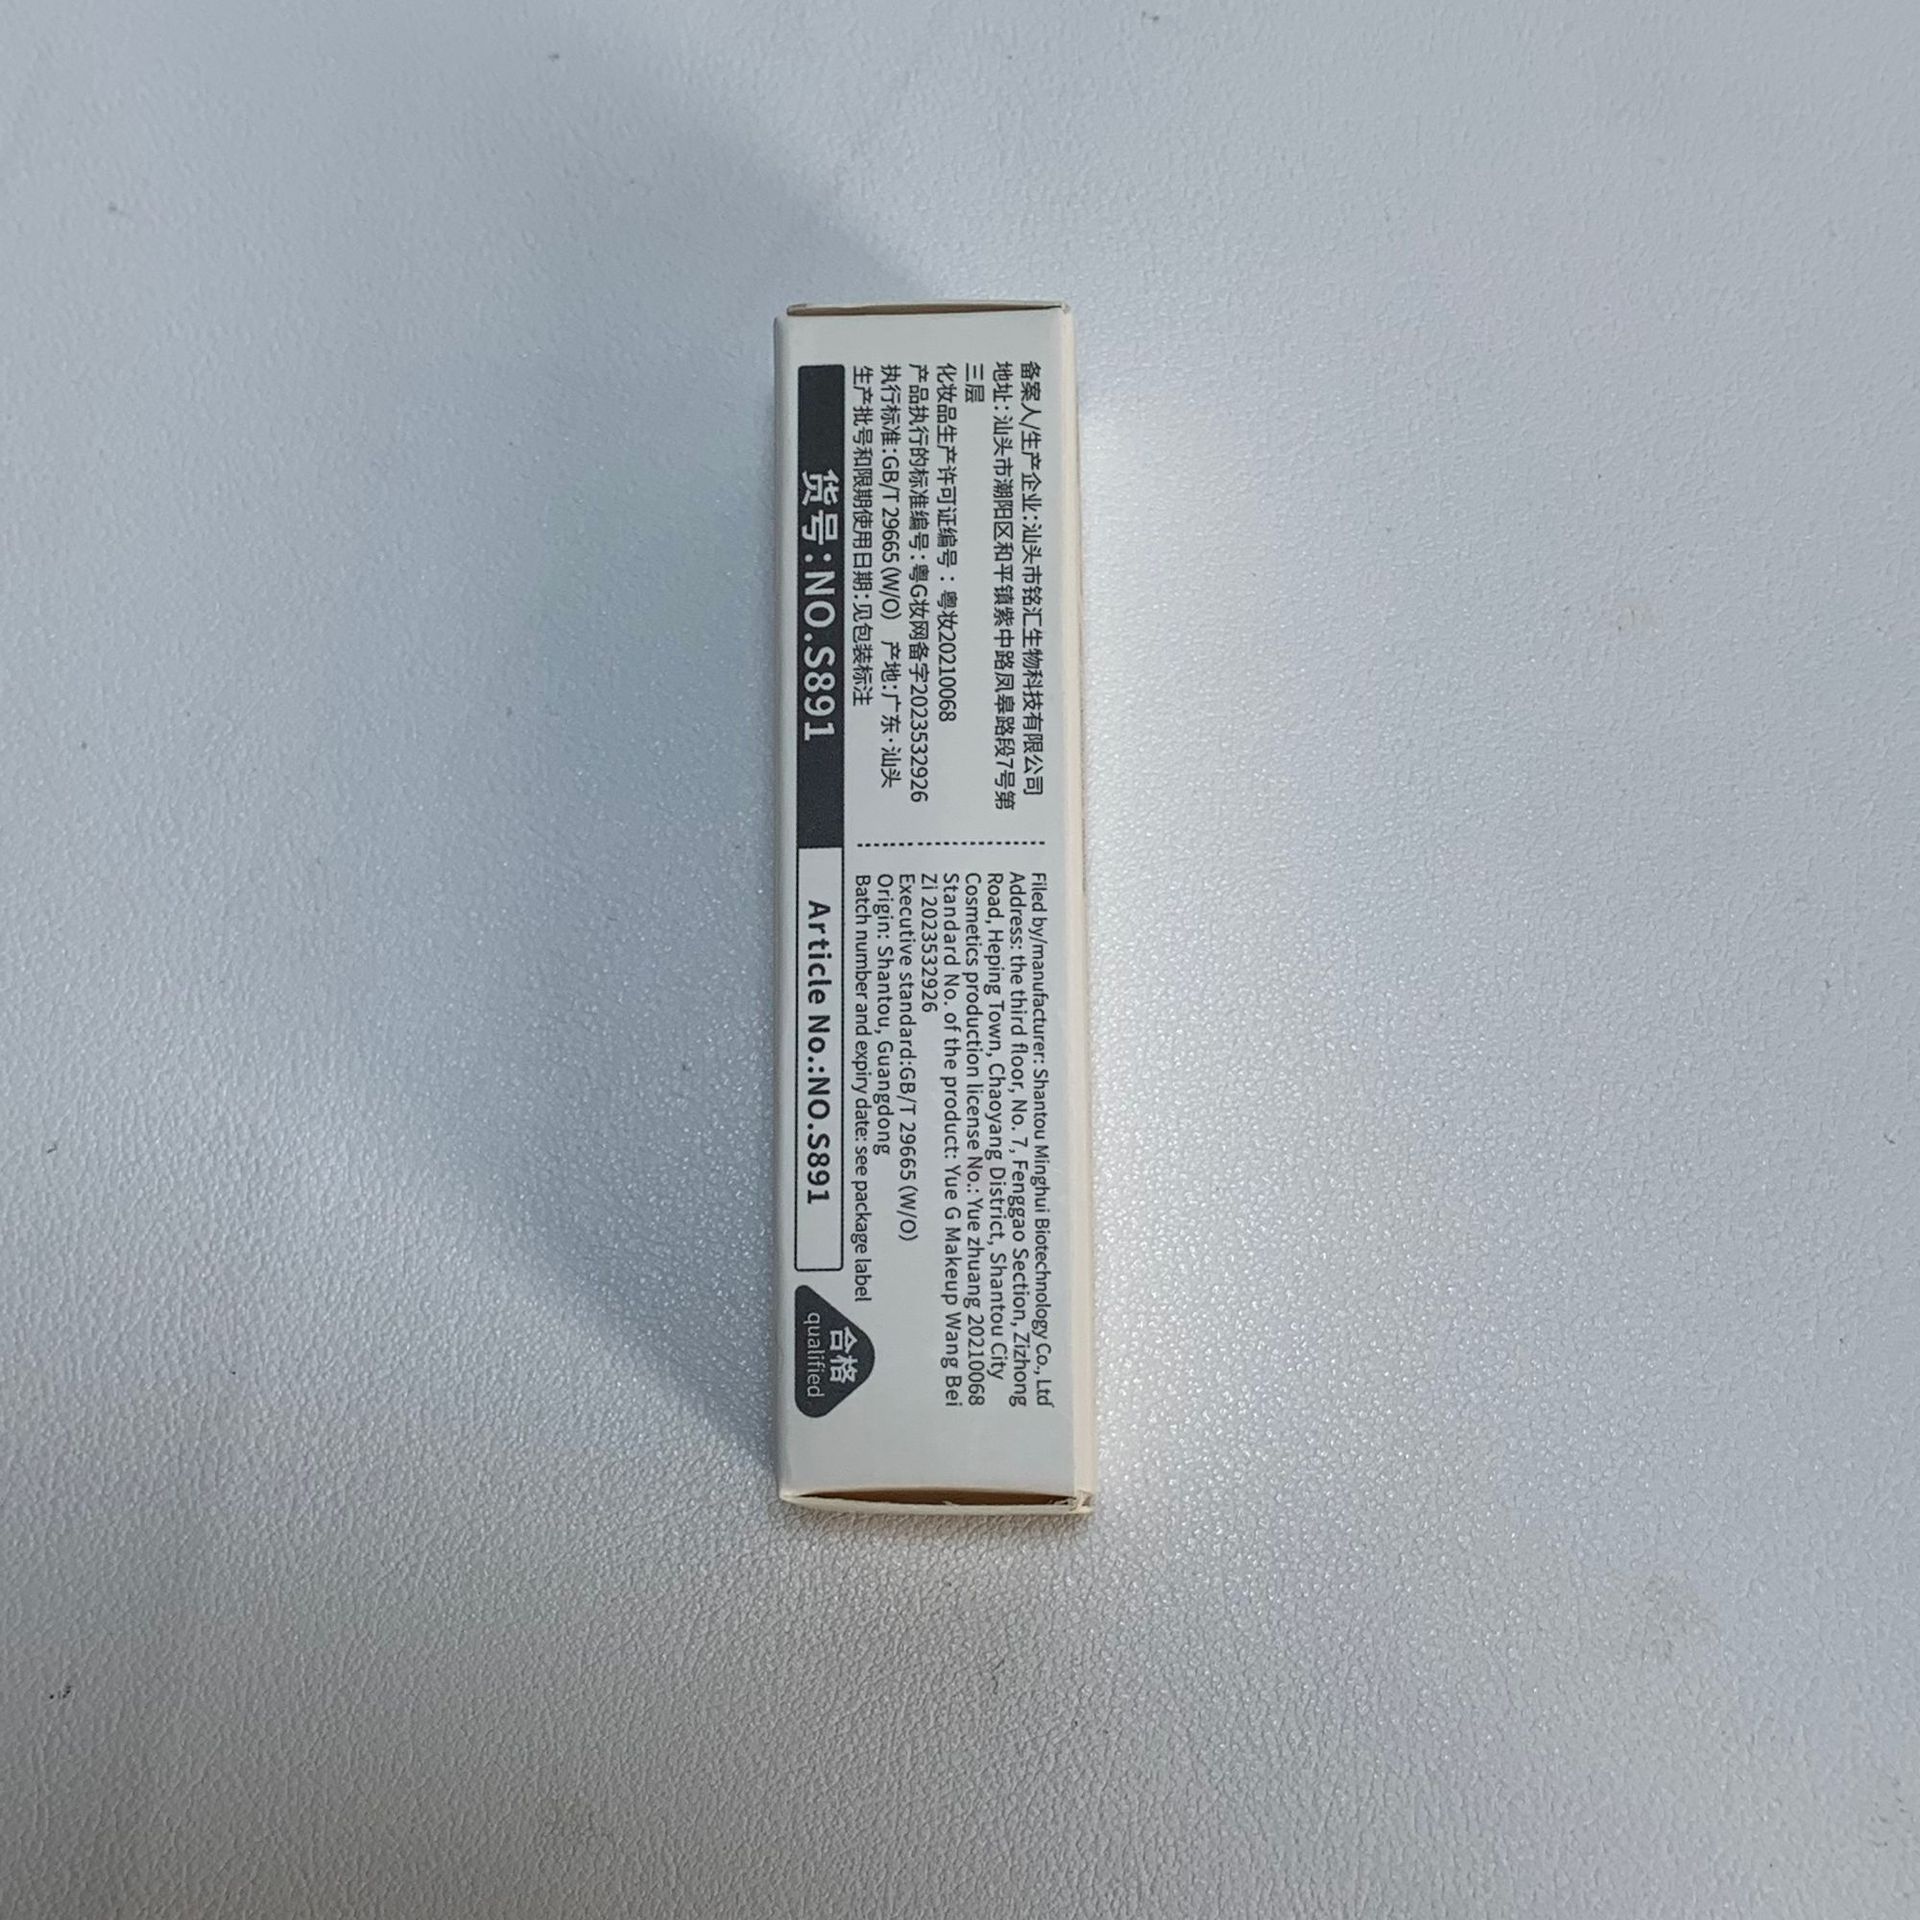 备案人/生产企业:汕头市铭汇生物科技有限公司
地址:汕头市潮阳区和平镇紫中路凤皋路段7号第
三层
化妆品生产许可证编号：粤妆20210068
产品执行的标准编号：粤G妆网备字2023532926
执行标准:GB/T 29665(W/O) 产地:广东·汕头
生产批号和限期使用日期:见包装标注
货号:NO.S891
Filed by/manufacturer: Shantou Minghui Biotechnology Co., Ltd
Address: the third floor, No. 7, Fenggao Section, Zizhong
Road, Heping Town, Chaoyang District, Shantou City
Cosmetics production license No.: Yue zhuang 20210068
Standard No. of the product: Yue G Makeup Wang Bei
Zi 2023532926
Executive standard:GB/T 29665(W/O)
Origin: Shantou, Guangdong
Batch number and expiry date: see package label
Article No.:NO.S891
合格
qualified